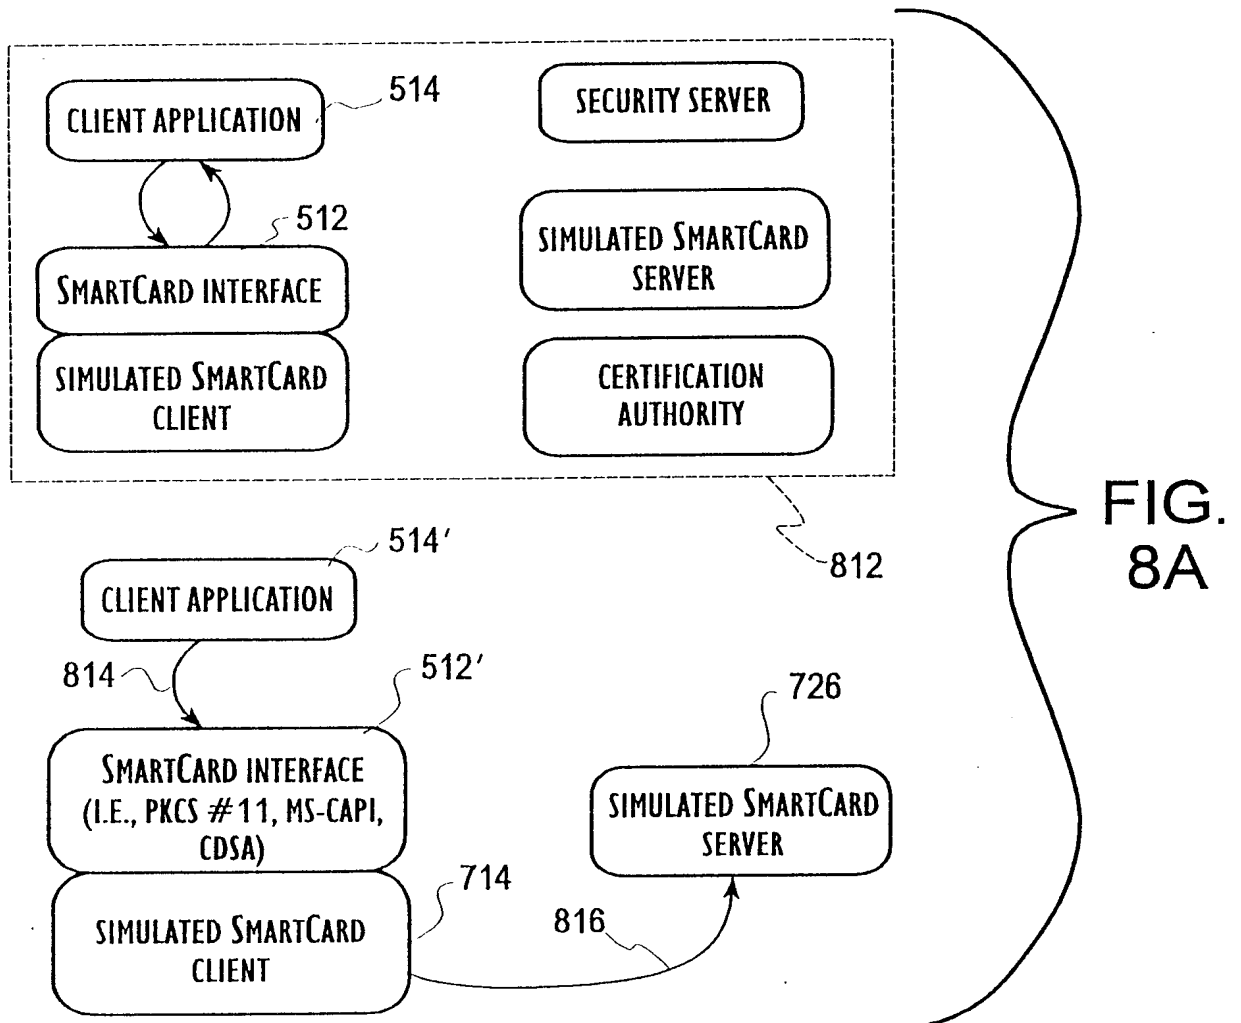 CLIENT APPLICATION
514
SECURITY SERVER
512
SMARTCARD INTERFACE
SIMULATED SMARTCARD
SERVER
SIMULATED SMARTCARD
CLIENT
CERTIFICATION
AUTHORITY
812
FIG.
8A
514'
CLIENT APPLICATION
814
512'
SMARTCARD INTERFACE
(I.E., PKCS #11, MS-CAPI,
CDSA)
726
SIMULATED SMARTCARD
SERVER
714
SIMULATED SMARTCARD
CLIENT
816